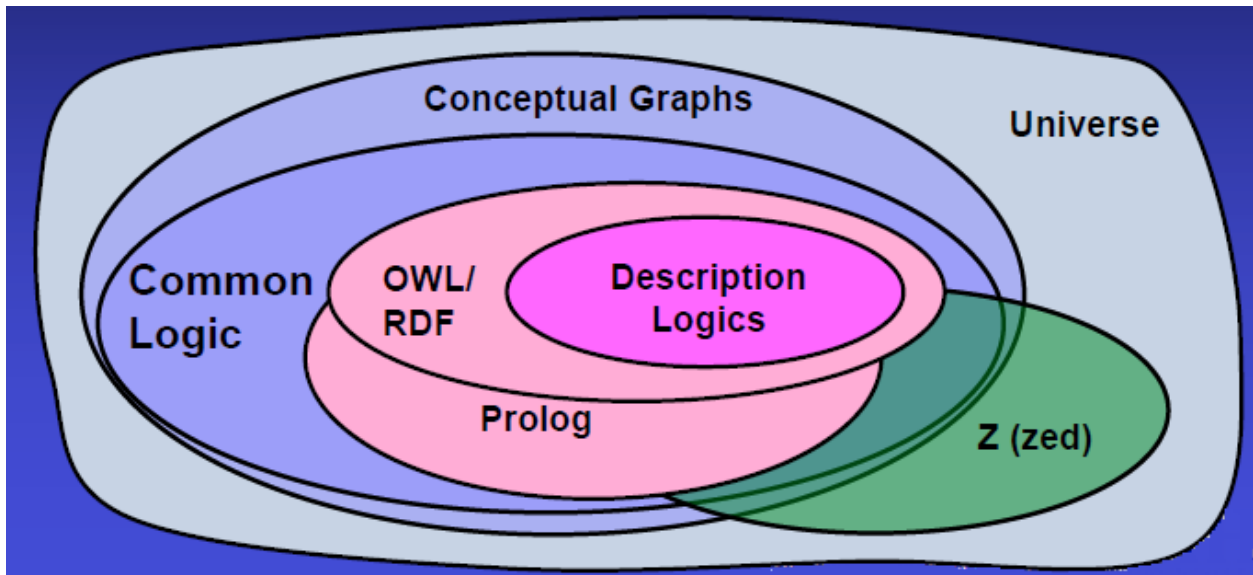 Conceptual Graphs
Universe
Common
Logic
OWL/
RDF
Description
Logics
Prolog
Z (zed)